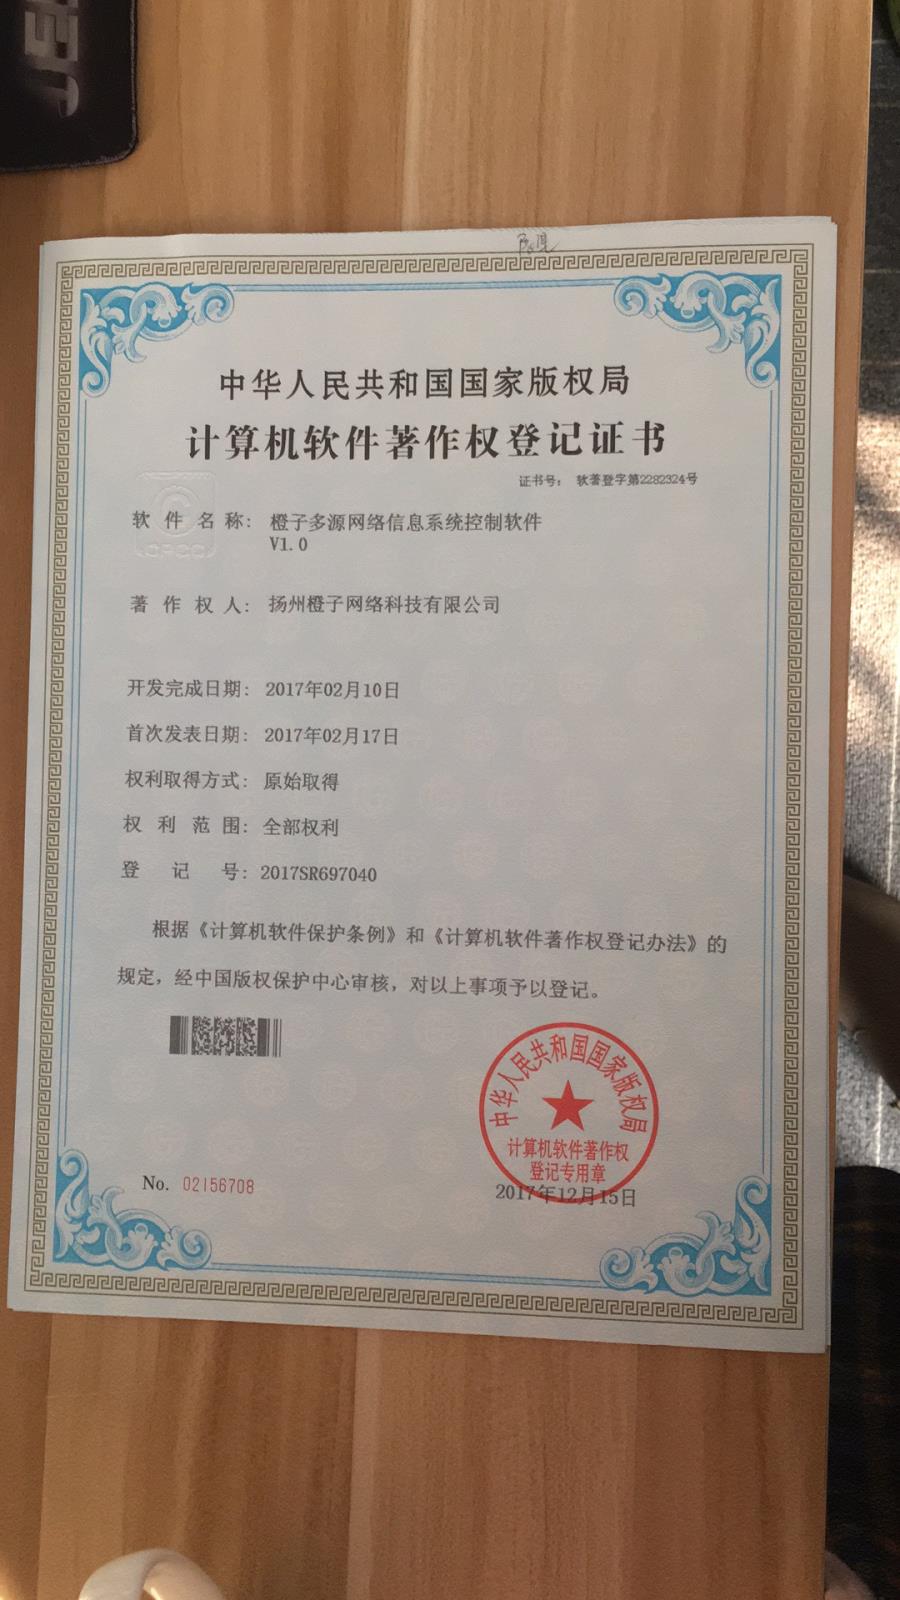 中华人民共和国国家版权局
计算机软件著作权登记证书
证书号： 软著登字第2282324号
软件名称： 橙子多源网络信息系统控制软件
V1.0
著作权人： 扬州橙子网络科技有限公司
开发完成日期： 2017年02月10日
首次发表日期： 2017年02月17日
权利取得方式： 原始取得
权利范围： 全部权利
登记号： 2017SR697040
根据《计算机软件保护条例》和《计算机软件著作权登记办法》的
规定，经中国版权保护中心审核，对以上事项予以登记。
中华人民共和国国家版权局
计算机软件著作权
登记专用章
No. 02156708
2017年12月15日